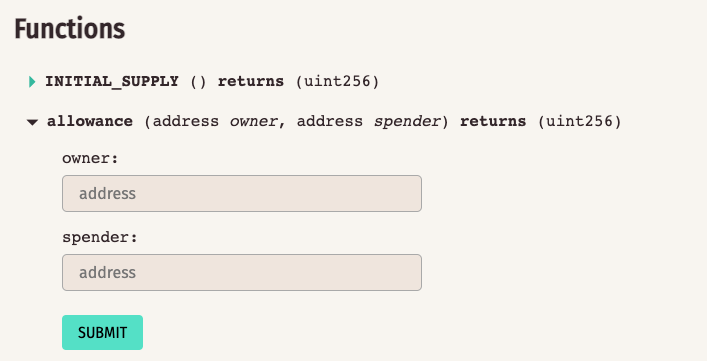 Functions
INITIAL_SUPPLY () returns (uint256)
allowance (address owner, address spender) returns (uint256)
owner:
address
spender:
address
SUBMIT